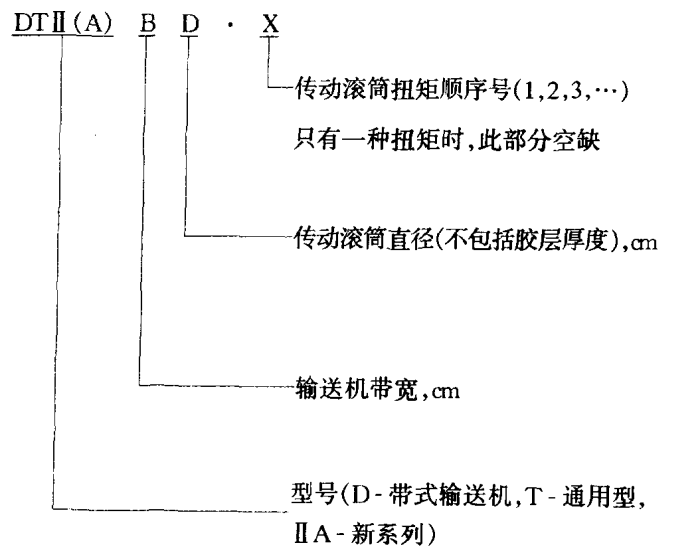 DTⅡ(A) B D · X
传动滚筒扭矩顺序号(1,2,3,…)
只有一种扭矩时,此部分空缺
传动滚筒直径(不包括胶层厚度),cm
输送机带宽,cm
型号(D-带式输送机,T-通用型,
ⅡA-新系列)